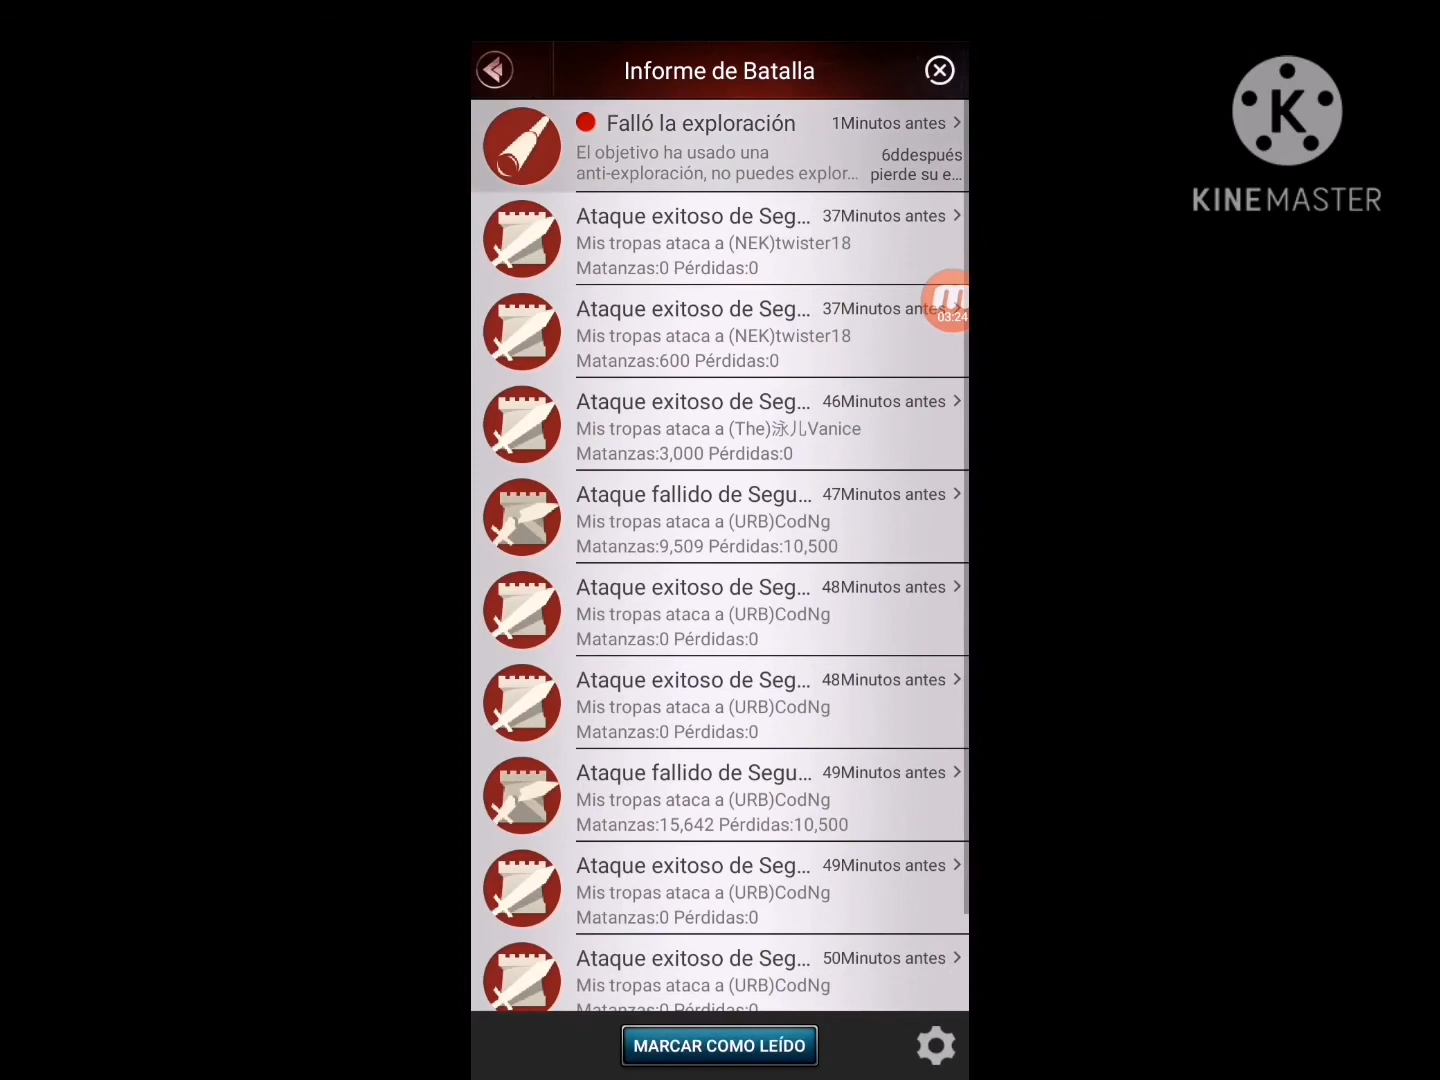 Informe de Batalla
KINEMASTER
Falló la exploración 1Minutos antes
El objetivo ha usado una 6ddespués
anti-exploración, no puedes explor... pierde su e...
Ataque exitoso de Seg... 37Minutos antes
Mis tropas ataca a (NEK)twister18
Matanzas:0 Pérdidas:0
Ataque exitoso de Seg... 37Minutos antes
03:24
Mis tropas ataca a (NEK)twister18
Matanzas:600 Pérdidas:0
Ataque exitoso de Seg... 46Minutos antes
Mis tropas ataca a (The)泳儿Vanice
Matanzas:3,000 Pérdidas:0
Ataque fallido de Segu... 47Minutos antes
Mis tropas ataca a (URB)CodNg
Matanzas:9,509 Pérdidas:10,500
Ataque exitoso de Seg... 48Minutos antes
Mis tropas ataca a (URB)CodNg
Matanzas:0 Pérdidas:0
Ataque exitoso de Seg... 48Minutos antes
Mis tropas ataca a (URB)CodNg
Matanzas:0 Pérdidas:0
Ataque fallido de Segu... 49Minutos antes
Mis tropas ataca a (URB)CodNg
Matanzas:15,642 Pérdidas:10,500
Ataque exitoso de Seg... 49Minutos antes
Mis tropas ataca a (URB)CodNg
Matanzas:0 Pérdidas:0
Ataque exitoso de Seg... 50Minutos antes
Mis tropas ataca a (URB)CodNg
Matanzas:0 Pérdidas:0
MARCAR COMO LEÍDO